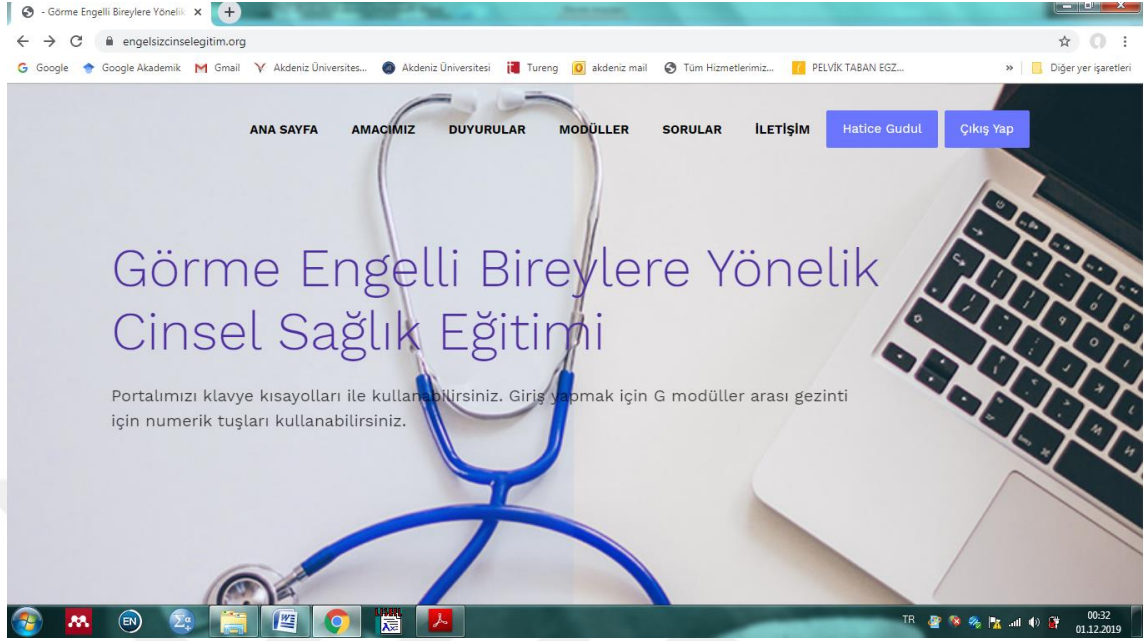 - Görme Engelli Bireylere Yönelik
engelsizcinselegitim.org
Google Google Akademik Gmail Akdeniz Üniversites... Akdeniz Üniversitesi Tureng akdeniz mail Tüm Hizmetlerimiz... PELVİK TABAN EGZ... » Diğer yer işaretleri
ANA SAYFA AMACIMIZ DUYURULAR MODÜLLER SORULAR İLETİŞİM Hatice Gudul Çıkış Yap
Görme Engelli Bireylere Yönelik
Cinsel Sağlık Eğitimi
Portalımızı klavye kısayolları ile kullanabilirsiniz. Giriş yapmak için G modüller arası gezinti
için numerik tuşları kullanabilirsiniz.
EN LISREL TR 00:32
01.12.2019